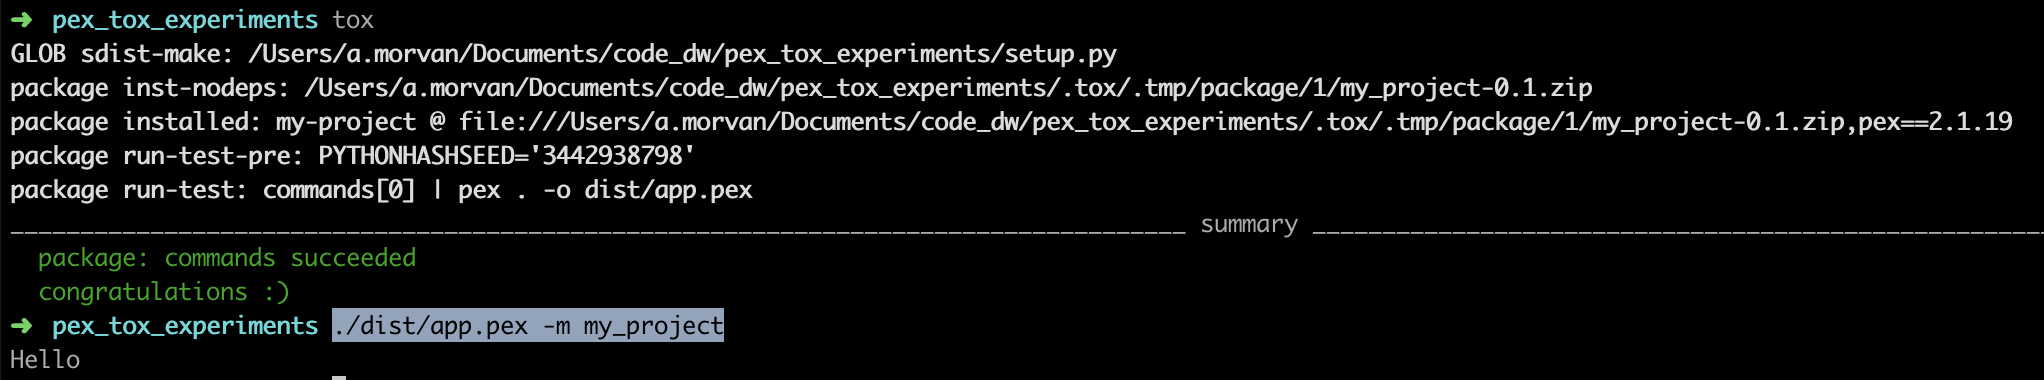 ➜ pex_tox_experiments tox
GLOB sdist-make: /Users/a.morvan/Documents/code_dw/pex_tox_experiments/setup.py
package inst-nodeps: /Users/a.morvan/Documents/code_dw/pex_tox_experiments/.tox/.tmp/package/1/my_project-0.1.zip
package installed: my-project @ file:///Users/a.morvan/Documents/code_dw/pex_tox_experiments/.tox/.tmp/package/1/my_project-0.1.zip,pex==2.1.19
package run-test-pre: PYTHONHASHSEED='3442938798'
package run-test: commands[0] | pex . -o dist/app.pex
____________________________________________________________________________________ summary ____________________________________________________
package: commands succeeded
congratulations :)
➜ pex_tox_experiments ./dist/app.pex -m my_project
Hello